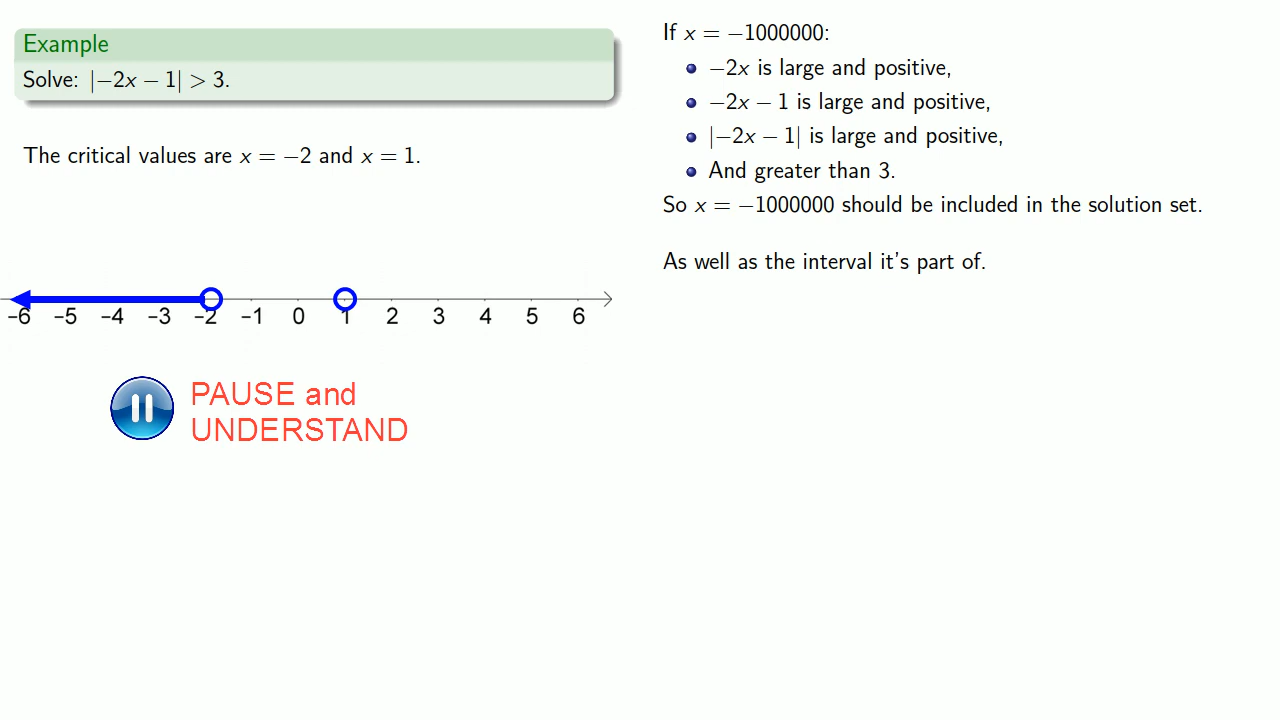 Example
Solve: |−2x − 1| > 3.
The critical values are x = −2 and x = 1.
-6 -5 -4 -3 -2 -1 0 1 2 3 4 5 6
PAUSE and
UNDERSTAND
If x = −1000000:
−2x is large and positive,
−2x − 1 is large and positive,
|−2x − 1| is large and positive,
And greater than 3.
So x = −1000000 should be included in the solution set.
As well as the interval it's part of.